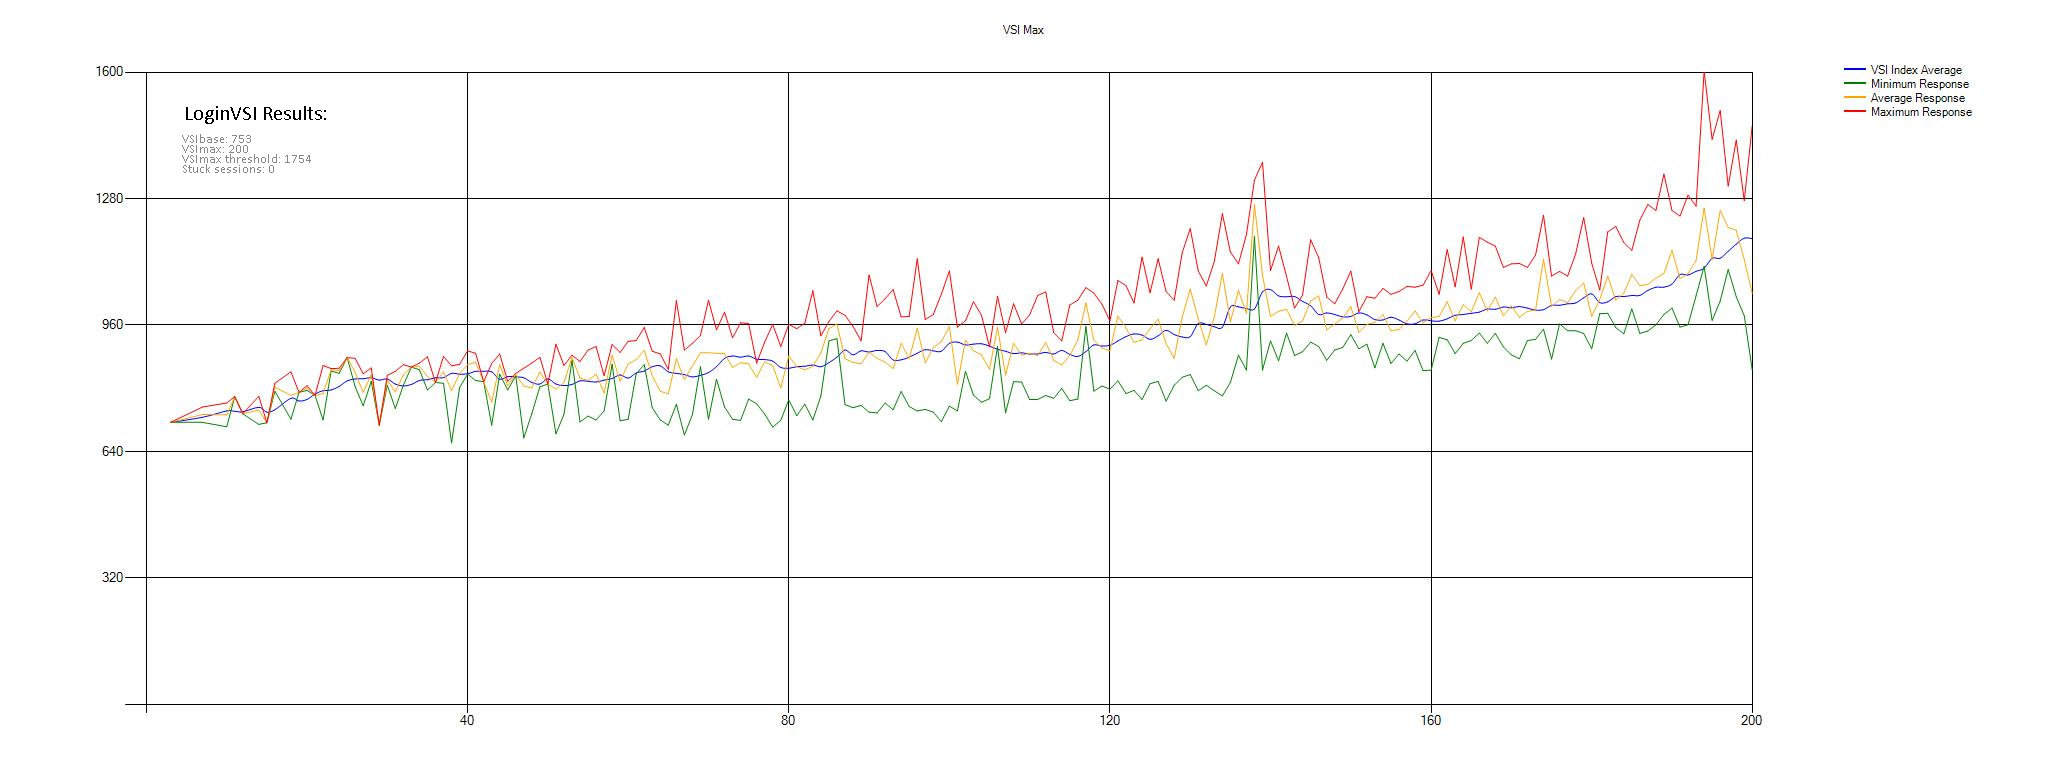 VSI Max
1600
1280
960
640
320
40
80
120
160
200
LoginVSI Results:
VSIbase: 753
VSImax: 200
VSImax threshold: 1754
Stuck sessions: 0
VSI Index Average
Minimum Response
Average Response
Maximum Response